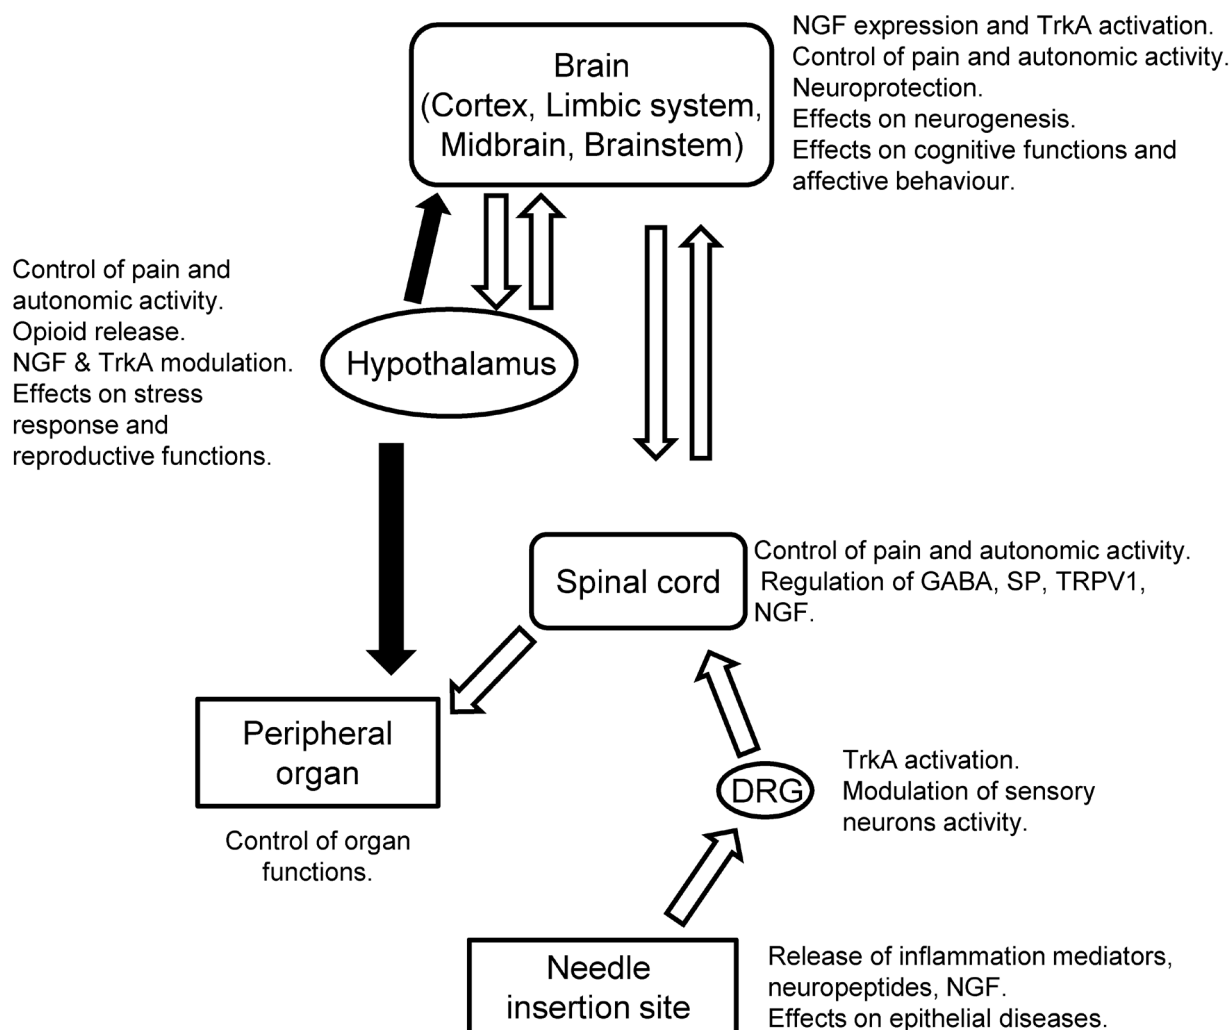 NGF expression and TrkA activation.
Control of pain and autonomic activity.
Neuroprotection.
Effects on neurogenesis.
Effects on cognitive functions and
affective behaviour.
Brain
(Cortex, Limbic system,
Midbrain, Brainstem)
Control of pain and
autonomic activity.
Opioid release.
NGF & TrkA modulation.
Effects on stress
response and
reproductive functions.
Hypothalamus
Spinal cord
Control of pain and autonomic activity.
Regulation of GABA, SP, TRPV1,
NGF.
Peripheral
organ
Control of organ
functions.
DRG
TrkA activation.
Modulation of sensory
neurons activity.
Needle
insertion site
Release of inflammation mediators,
neuropeptides, NGF.
Effects on epithelial diseases.